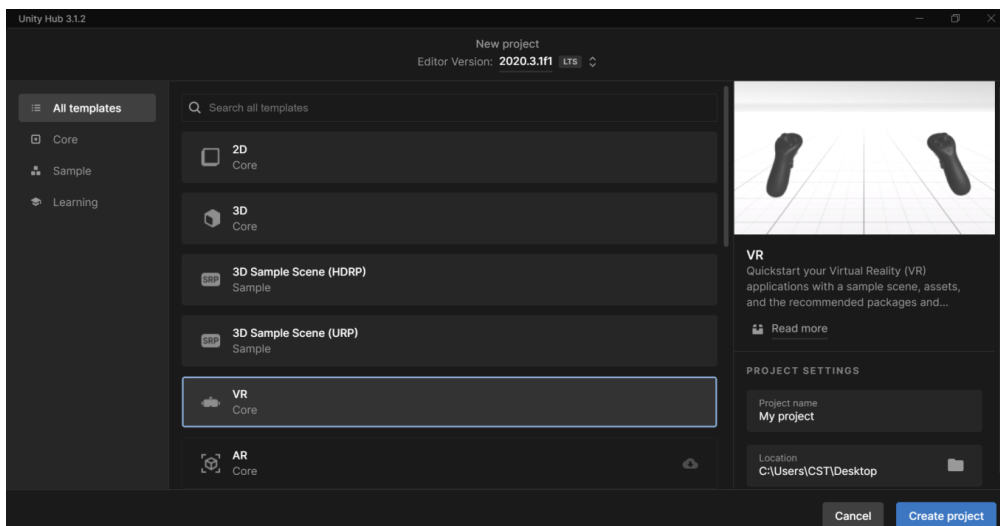 Unity Hub 3.1.2
New project
Editor Version: 2020.3.1f1 LTS
All templates
Core
Sample
Learning
Search all templates
2D
Core
3D
Core
SRP
3D Sample Scene (HDRP)
Sample
SRP
3D Sample Scene (URP)
Sample
VR
Core
AR
Core
VR
Quickstart your Virtual Reality (VR)
applications with a sample scene, assets,
and the recommended packages and...
Read more
PROJECT SETTINGS
Project name
My project
Location
C:\Users\CST\Desktop
Cancel
Create project